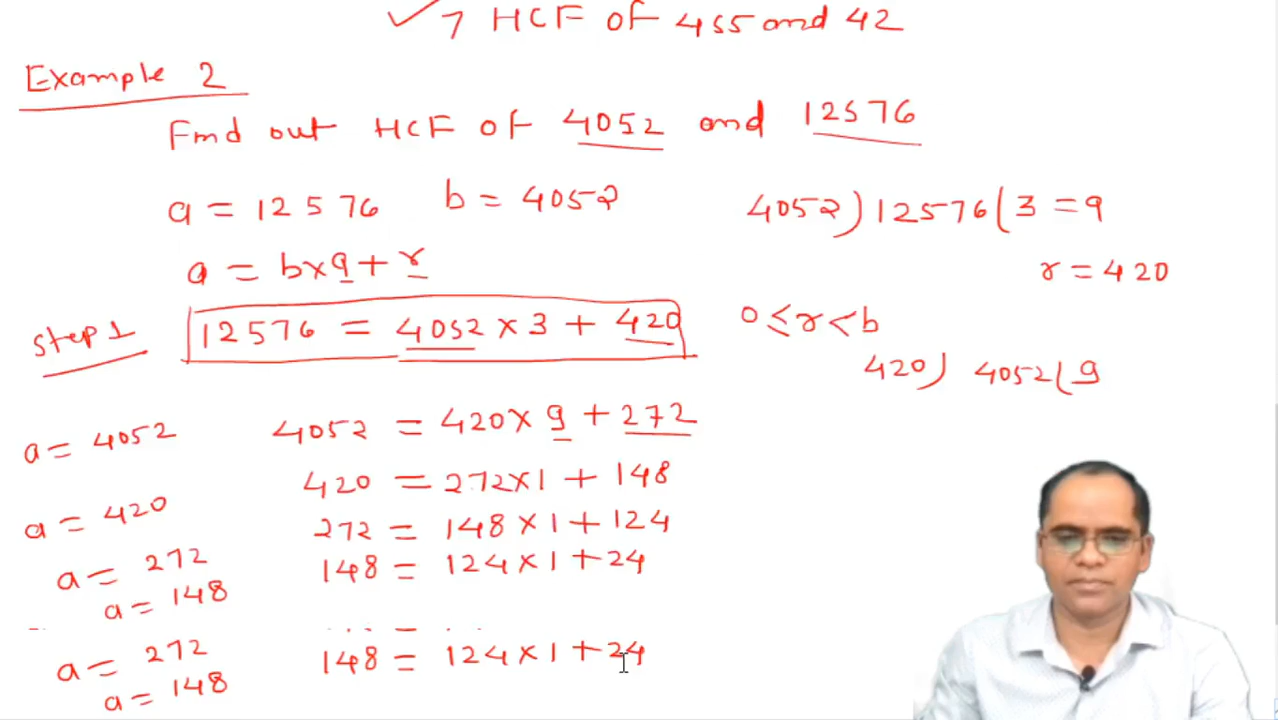 ✓ 7 HCF of 455 and 42
Example 2
Find out HCF of 4052 and 12576
a = 12576 b = 4052
4052) 12576 (3 = q
a = b×q + r
r = 420
Step 1 12576 = 4052 × 3 + 420
0 ≤ r < b
420) 4052 (9
a = 4052 4052 = 420 × 9 + 272
a = 420 420 = 272×1 + 148
272 = 148 × 1 + 124
a = 272 148 = 124 × 1 + 24
a = 148
a = 272 148 = 124 × 1 + 24
a = 148